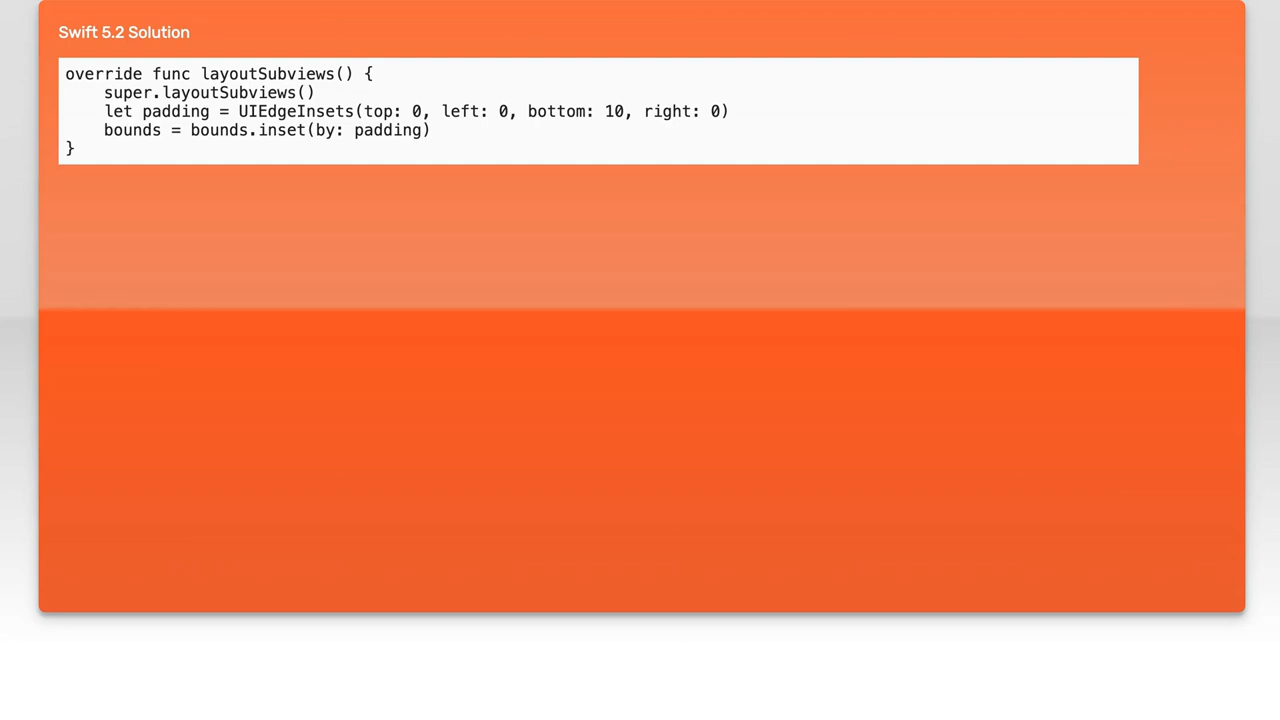 Swift 5.2 Solution
override func layoutSubviews() {
    super.layoutSubviews()
    let padding = UIEdgeInsets(top: 0, left: 0, bottom: 10, right: 0)
    bounds = bounds.inset(by: padding)
}